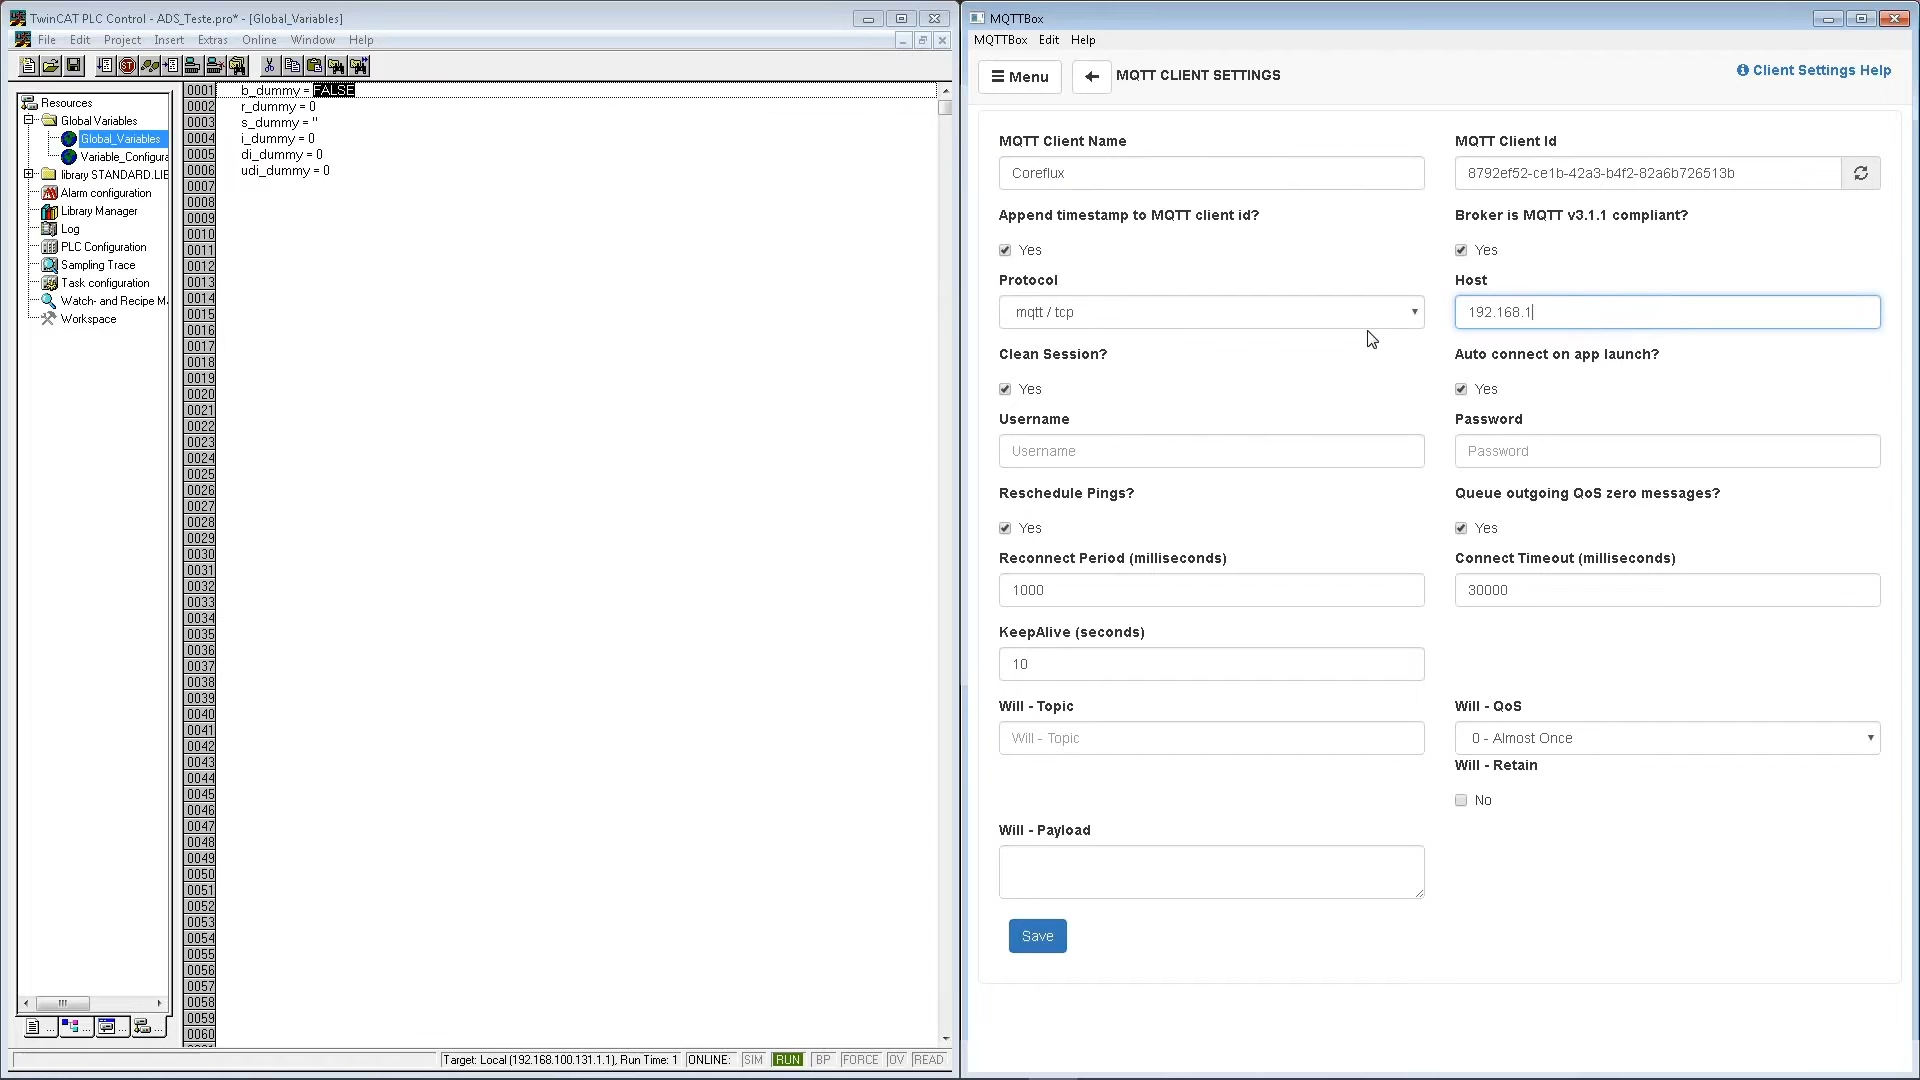 TwinCAT PLC Control - ADS_Teste.pro* - [Global_Variables]
File Edit Project Insert Extras Online Window Help
Resources
Global Variables
Global_Variables
Variable_Configura
library STANDARD.LIE
Alarm configuration
Library Manager
Log
PLC Configuration
Sampling Trace
Task configuration
Watch- and Recipe M
Workspace
0001 b_dummy = FALSE
0002 r_dummy = 0
0003 s_dummy = ''
0004 i_dummy = 0
0005 di_dummy = 0
0006 udi_dummy = 0
0007
0008
0009
0010
0011
0012
0013
0014
0015
0016
0017
0018
0019
0020
0021
0022
0023
0024
0025
0026
0027
0028
0029
0030
0031
0032
0033
0034
0035
0036
0037
0038
0039
0040
0041
0042
0043
0044
0045
0046
0047
0048
0049
0050
0051
0052
0053
0054
0055
0056
0057
0058
0059
0060
Target: Local (192.168.100.131.1.1), Run Time: 1 ONLINE: SIM RUN BP FORCE OV READ
MQTTBox
MQTTBox Edit Help
Menu MQTT CLIENT SETTINGS Client Settings Help
MQTT Client Name
Coreflux
MQTT Client Id
8792ef52-ce1b-42a3-b4f2-82a6b726513b
Append timestamp to MQTT client id?
Yes
Broker is MQTT v3.1.1 compliant?
Yes
Protocol
mqtt / tcp
Host
192.168.1
Clean Session?
Yes
Auto connect on app launch?
Yes
Username
Username
Password
Password
Reschedule Pings?
Yes
Queue outgoing QoS zero messages?
Yes
Reconnect Period (milliseconds)
1000
Connect Timeout (milliseconds)
30000
KeepAlive (seconds)
10
Will - Topic
Will - Topic
Will - QoS
0 - Almost Once
Will - Retain
No
Will - Payload
Save